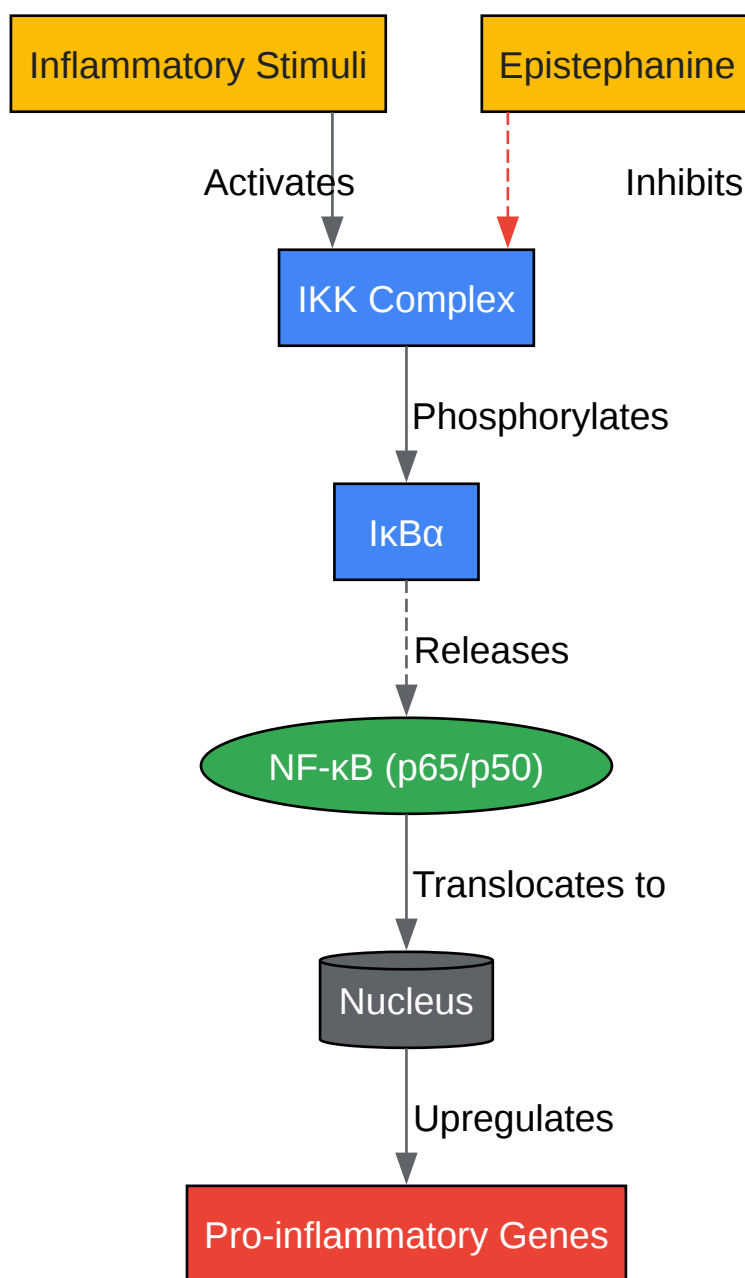 Inflammatory Stimuli
Epistephanine
Activates
Inhibits
IKK Complex
Phosphorylates
IκBα
Releases
NF-κB (p65/p50)
Translocates to
Nucleus
Upregulates
Pro-inflammatory Genes